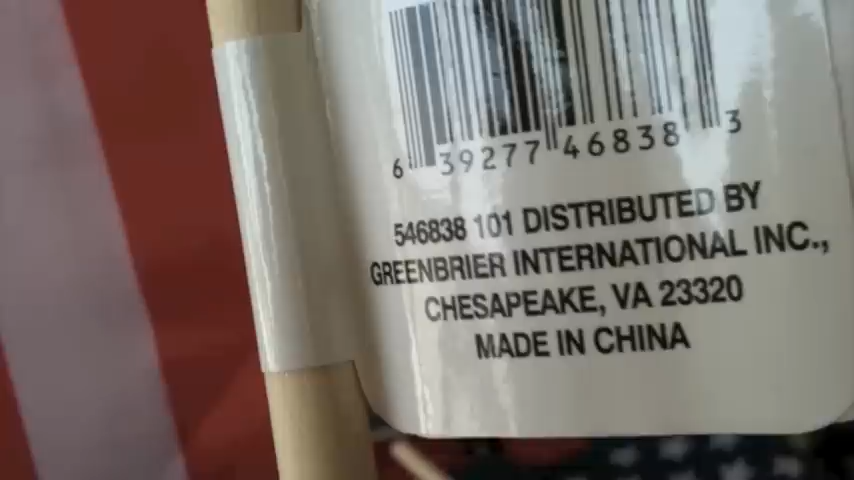 6 39277 46838 3
546838 101 DISTRIBUTED BY
GREENBRIER INTERNATIONAL INC.,
CHESAPEAKE, VA 23320
MADE IN CHINA